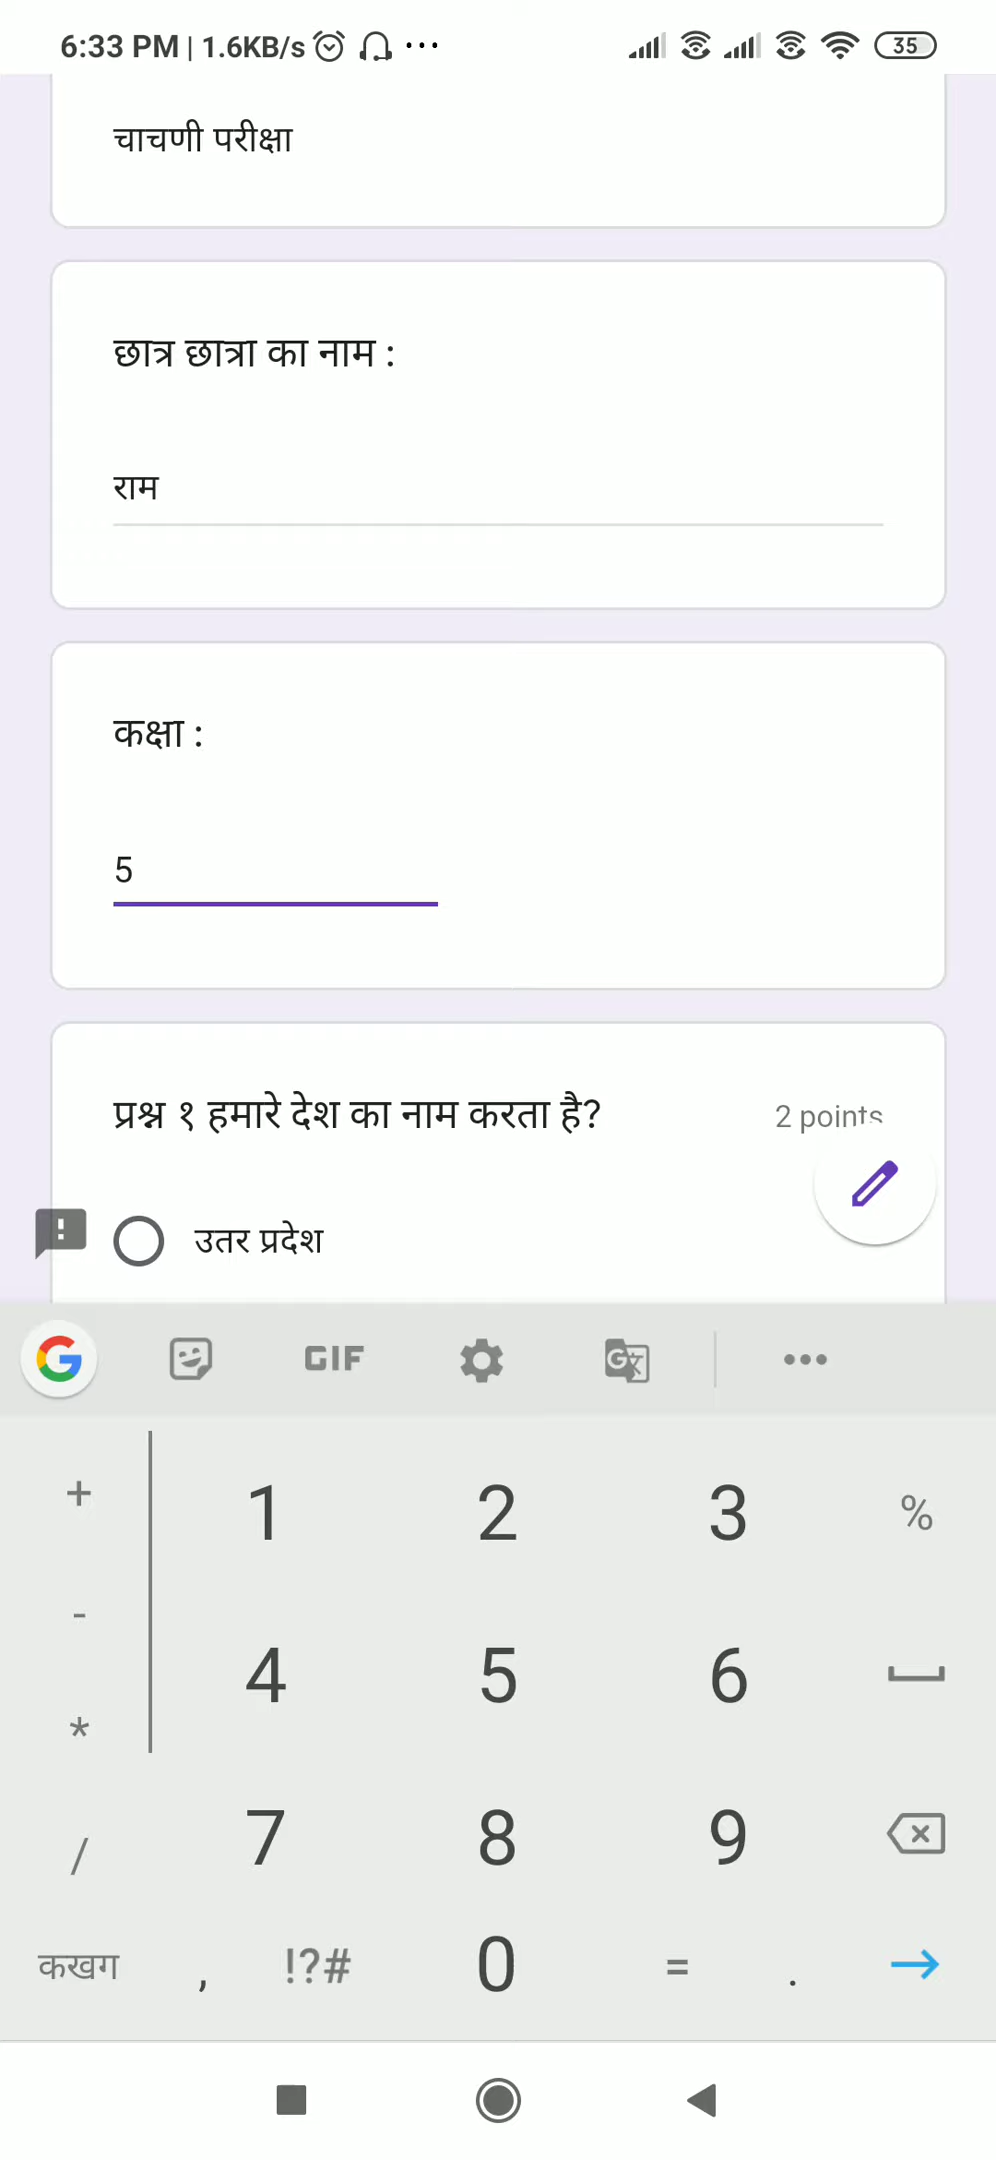 6:33 PM | 1.6KB/s ... 35
चाचणी परीक्षा
छात्र छात्रा का नाम :
राम
कक्षा :
5
प्रश्न १ हमारे देश का नाम करता है? 2 points
उतर प्रदेश
GIF
+ 1 2 3 %
- 4 5 6
*
/ 7 8 9
कखग , !?# 0 = .